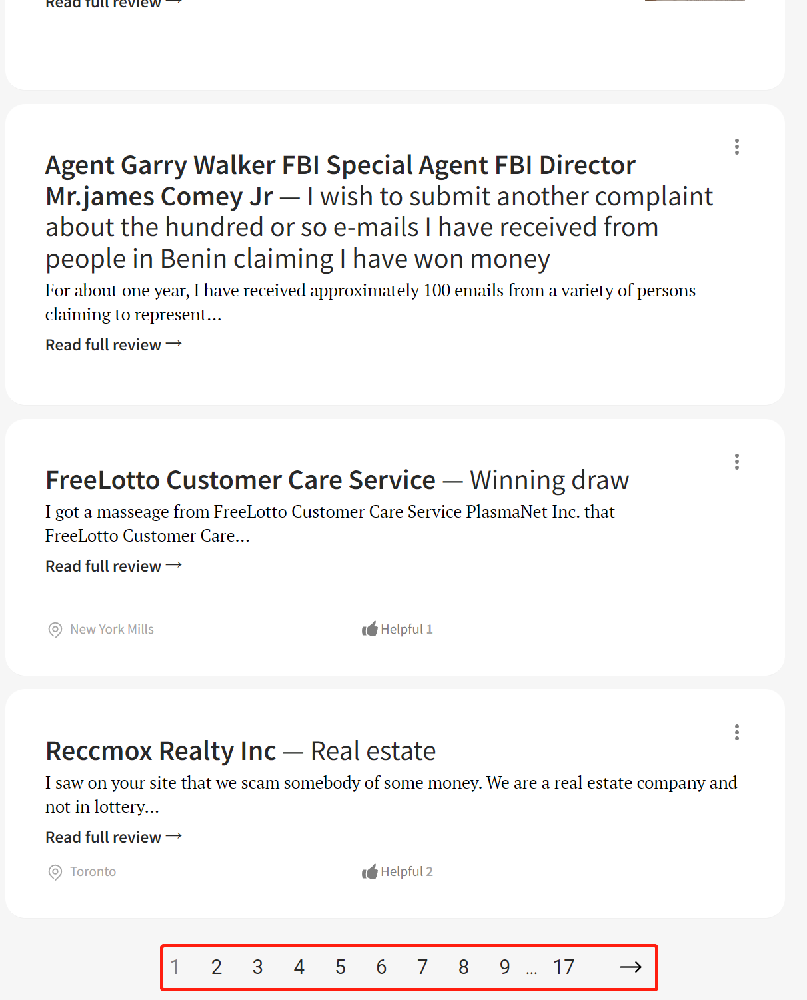 Read full review →
Agent Garry Walker FBI Special Agent FBI Director
Mr.james Comey Jr — I wish to submit another complaint
about the hundred or so e-mails I have received from
people in Benin claiming I have won money
For about one year, I have received approximately 100 emails from a variety of persons
claiming to represent...
Read full review →
FreeLotto Customer Care Service — Winning draw
I got a masseage from FreeLotto Customer Care Service PlasmaNet Inc. that
FreeLotto Customer Care...
Read full review →
New York Mills Helpful 1
Reccmox Realty Inc — Real estate
I saw on your site that we scam somebody of some money. We are a real estate company and
not in lottery...
Read full review →
Toronto Helpful 2
1 2 3 4 5 6 7 8 9 ... 17 →